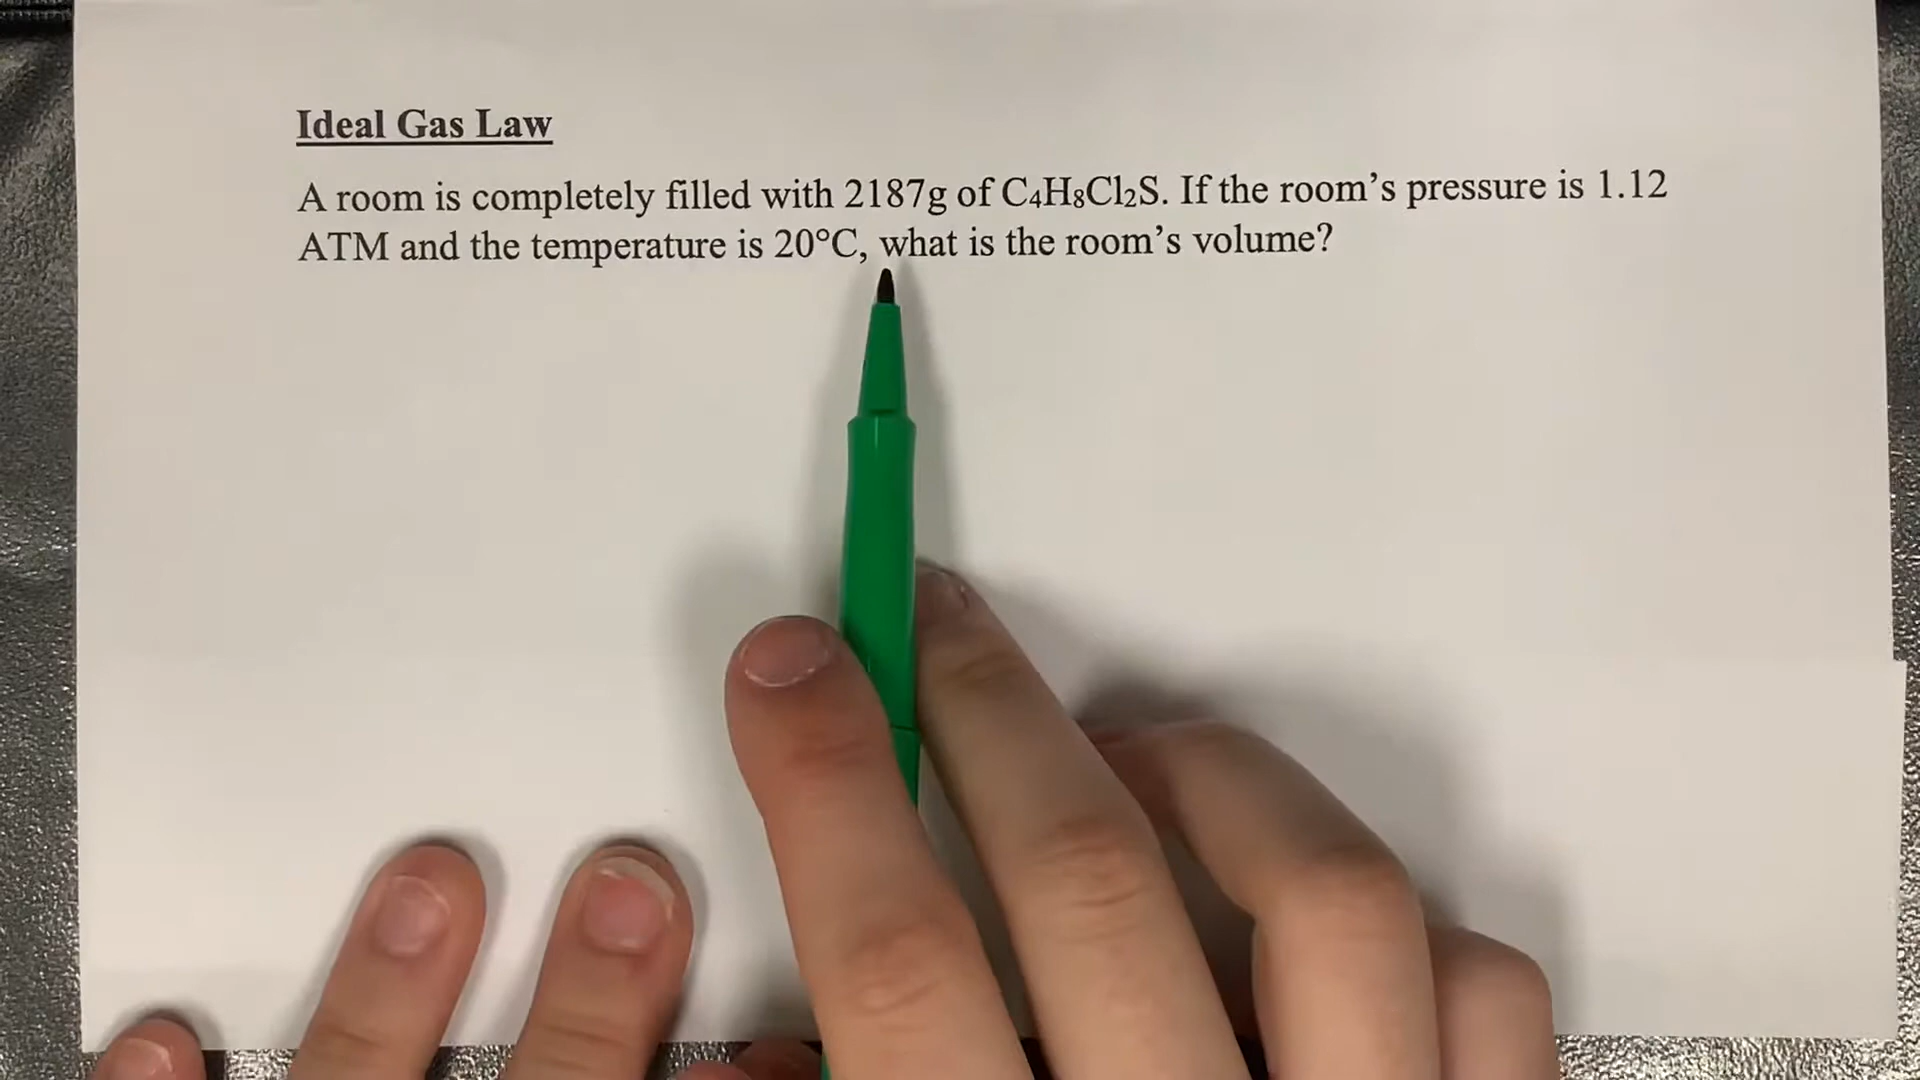 Ideal Gas Law
A room is completely filled with 2187g of C₄H₈Cl₂S. If the room’s pressure is 1.12
ATM and the temperature is 20°C, what is the room’s volume?